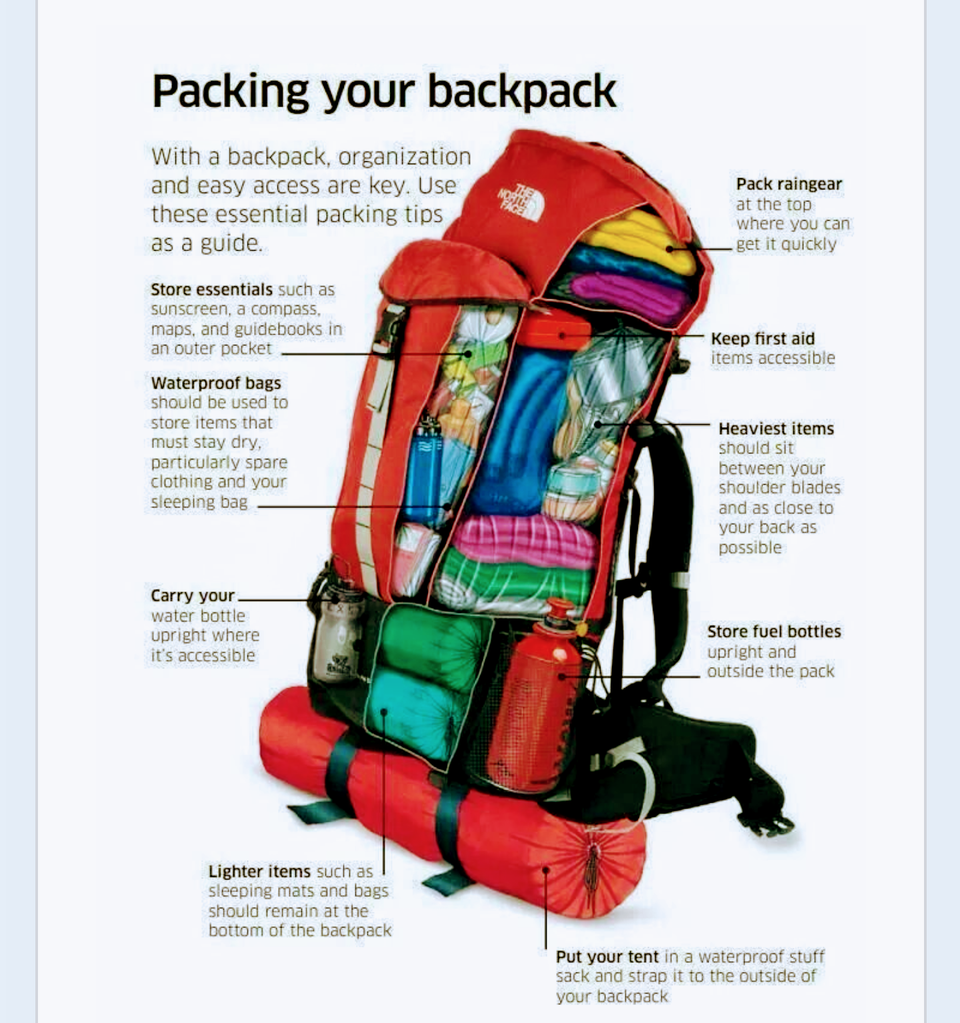 Packing your backpack
With a backpack, organization
and easy access are key. Use
these essential packing tips
as a guide.
THE
NORTH
FACE
Pack raingear
at the top
where you can
get it quickly
Store essentials such as
sunscreen, a compass,
maps, and guidebooks in
an outer pocket
Keep first aid
items accessible
Waterproof bags
should be used to
store items that
must stay dry,
particularly spare
clothing and your
sleeping bag
Heaviest items
should sit
between your
shoulder blades
and as close to
your back as
possible
Carry your
water bottle
upright where
it's accessible
Store fuel bottles
upright and
outside the pack
Lighter items such as
sleeping mats and bags
should remain at the
bottom of the backpack
Put your tent in a waterproof stuff
sack and strap it to the outside of
your backpack